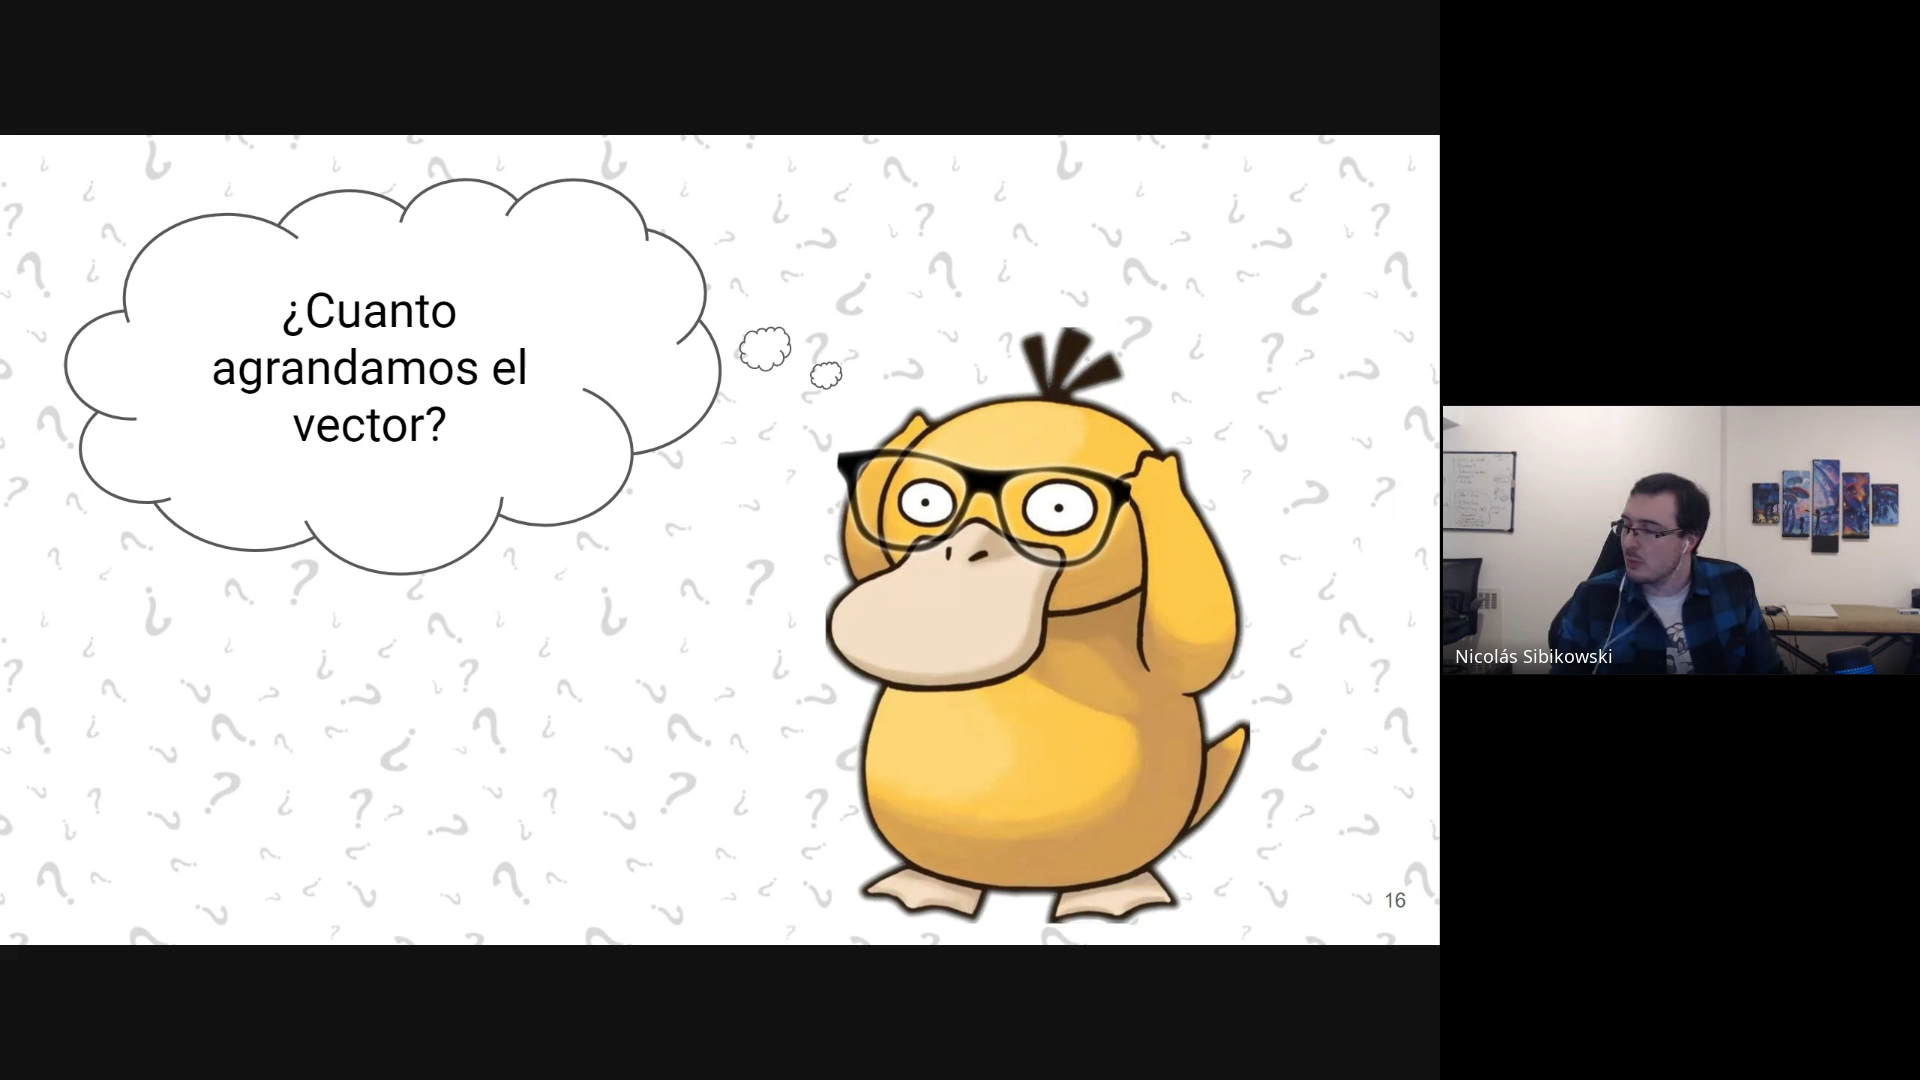 ¿Cuanto
agrandamos el
vector?
16
Nicolás Sibikowski